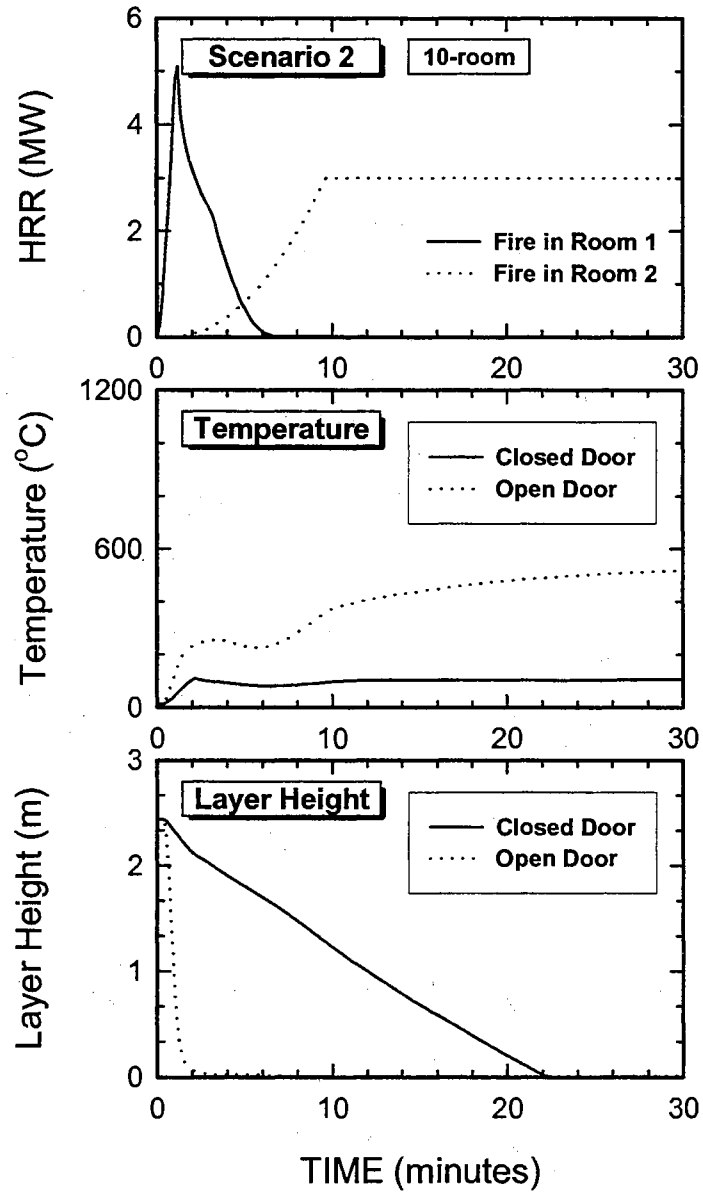 Scenario 2
10-room
HRR (MW)
6
4
2
0
Fire in Room 1
Fire in Room 2
0 10 20 30
Temperature (°C)
1200
600
0
Temperature
Closed Door
Open Door
0 10 20 30
Layer Height (m)
3
2
1
0
Layer Height
Closed Door
Open Door
0 10 20 30
TIME (minutes)